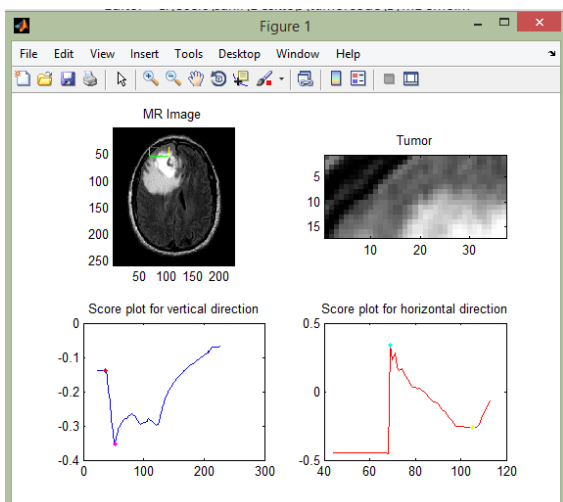 Figure 1
File Edit View Insert Tools Desktop Window Help
MR Image
50
100
150
200
250
50 100 150 200
Tumor
5
10
15
10 20 30
Score plot for vertical direction
0
-0.1
-0.2
-0.3
-0.4
0 100 200 300
Score plot for horizontal direction
0.5
0
-0.5
40 60 80 100 120